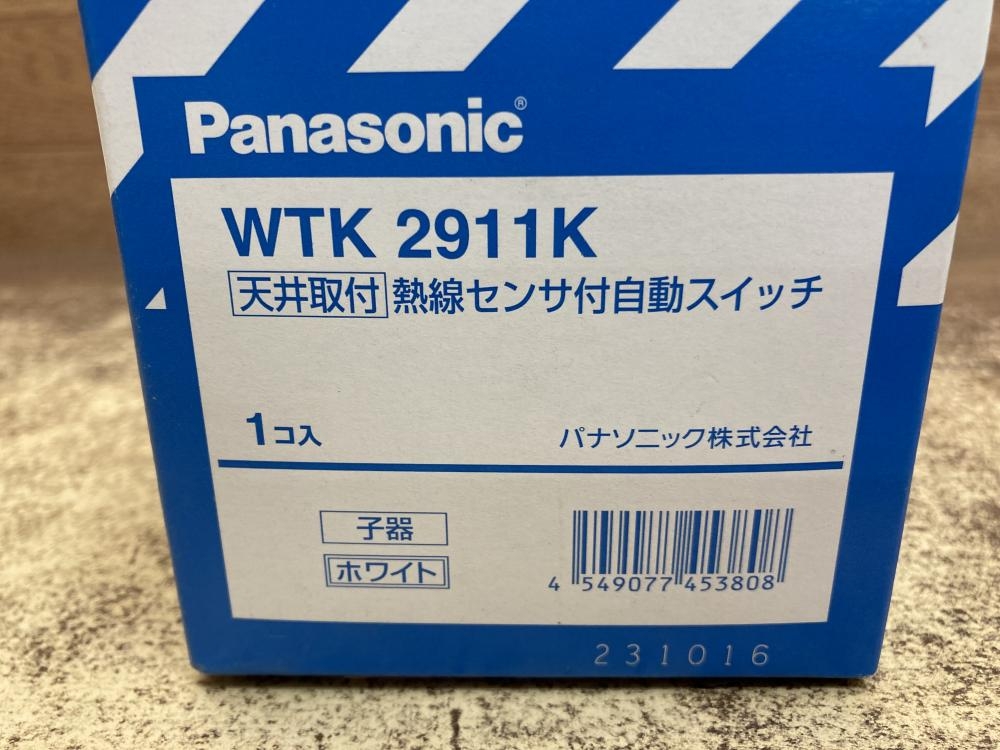 Panasonic®
WTK 2911K
天井取付 熱線センサ付自動スイッチ
1コ入
パナソニック株式会社
子器
ホワイト
4 549077 453808
231016